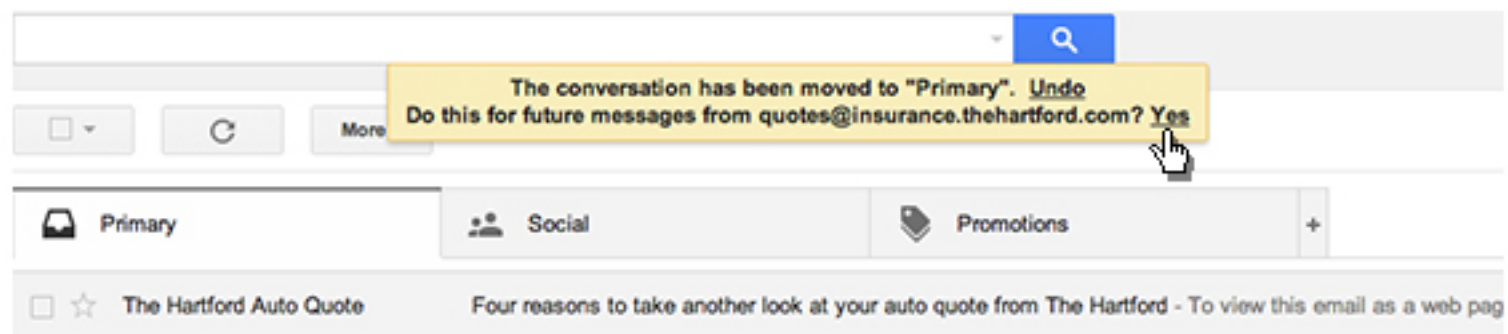 The conversation has been moved to "Primary". Undo
Do this for future messages from quotes@insurance.thehartford.com? Yes
More
Primary Social Promotions +
The Hartford Auto Quote Four reasons to take another look at your auto quote from The Hartford - To view this email as a web pag